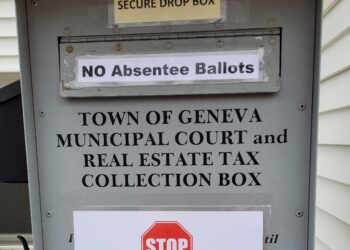 SECURE DROP BOX
NO Absentee Ballots
TOWN OF GENEVA
MUNICIPAL COURT and
REAL ESTATE TAX
COLLECTION BOX
STOP